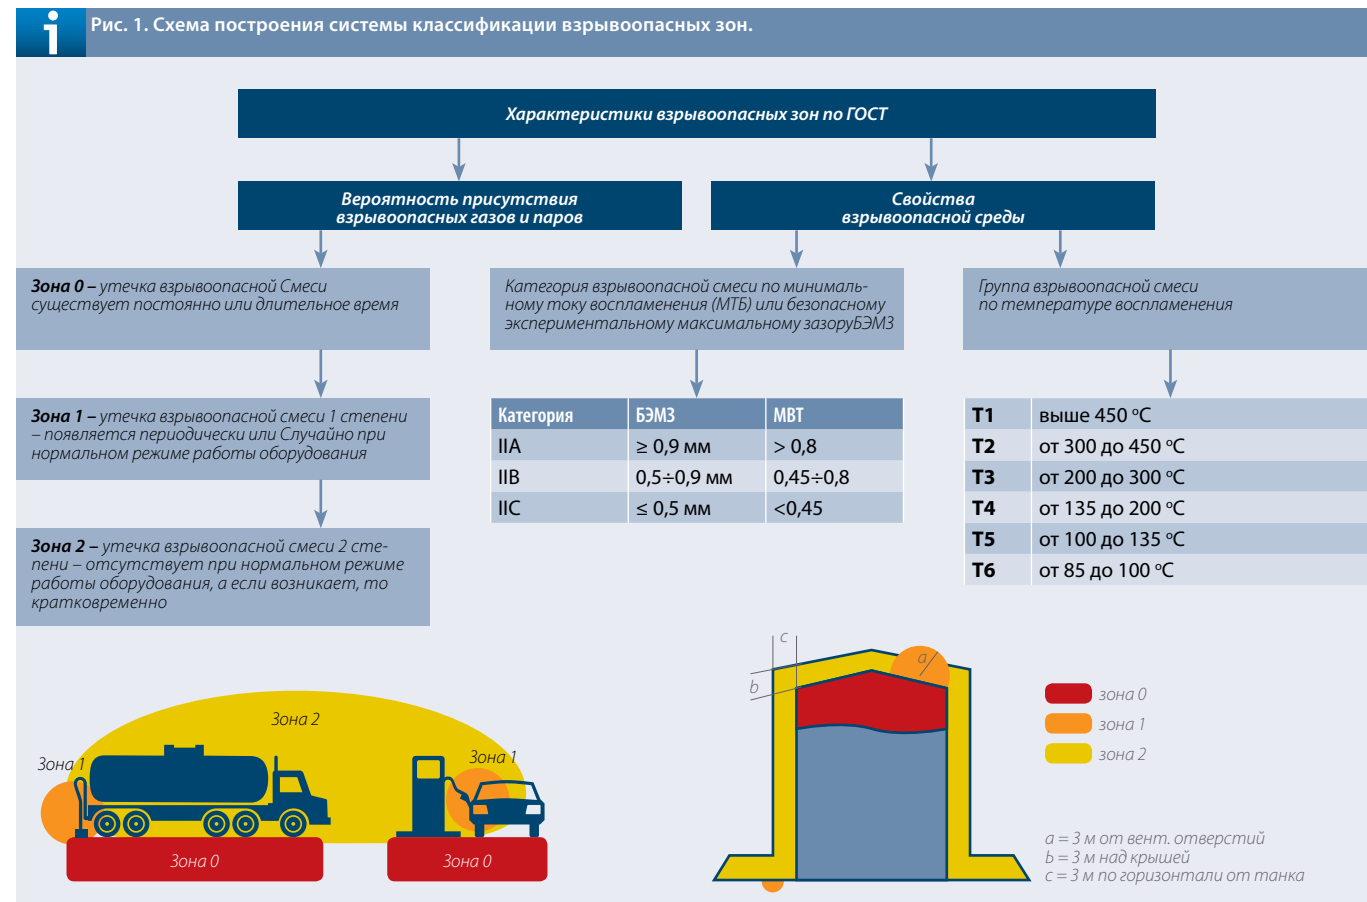 i
Рис. 1. Схема построения системы классификации взрывоопасных зон.
Характеристики взрывоопасных зон по ГОСТ
Вероятность присутствия
взрывоопасных газов и паров
Свойства
взрывоопасной среды
Зона 0 – утечка взрывоопасной Смеси
существует постоянно или длительное время
Зона 1 – утечка взрывоопасной смеси 1 степени
– появляется периодически или Случайно при
нормальном режиме работы оборудования
Зона 2 – утечка взрывоопасной смеси 2 сте-
пени – отсутствует при нормальном режиме
работы оборудования, а если возникает, то
кратковременно
Категория взрывоопасной смеси по минималь-
ному току воспламенения (МТБ) или безопасному
экспериментальному максимальному зазоруБЭМЗ
Категория БЭМЗ МВТ
IIA ≥ 0,9 мм > 0,8
IIB 0,5÷0,9 мм 0,45÷0,8
IIC ≤ 0,5 мм <0,45
Группа взрывоопасной смеси
по температуре воспламенения
T1 выше 450 °C
T2 от 300 до 450 °C
T3 от 200 до 300 °C
T4 от 135 до 200 °C
T5 от 100 до 135 °C
T6 от 85 до 100 °C
Зона 2
Зона 1
Зона 1
Зона 0
Зона 0
c
a
b
зона 0
зона 1
зона 2
a = 3 м от вент. отверстий
b = 3 м над крышей
c = 3 м по горизонтали от танка